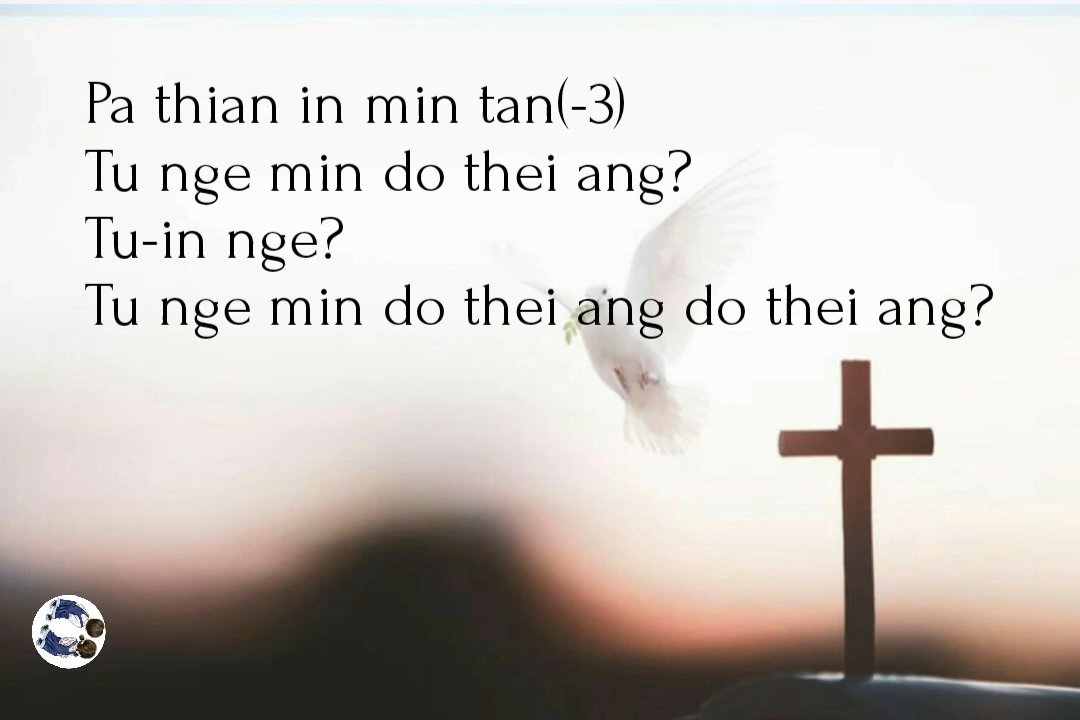 Pa thian in min tan(-3)
Tu nge min do thei ang?
Tu-in nge?
Tu nge min do thei ang do thei ang?